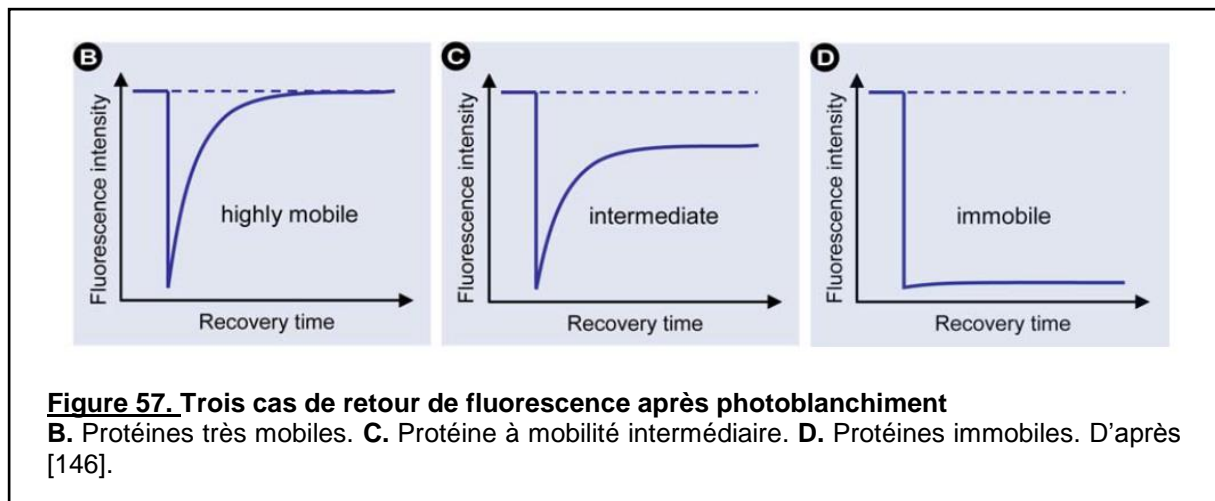 B
Fluorescence intensity
highly mobile
Recovery time
C
Fluorescence intensity
intermediate
Recovery time
D
Fluorescence intensity
immobile
Recovery time
Figure 57. Trois cas de retour de fluorescence après photoblanchiment
B. Protéines très mobiles. C. Protéine à mobilité intermédiaire. D. Protéines immobiles. D’après
[146].